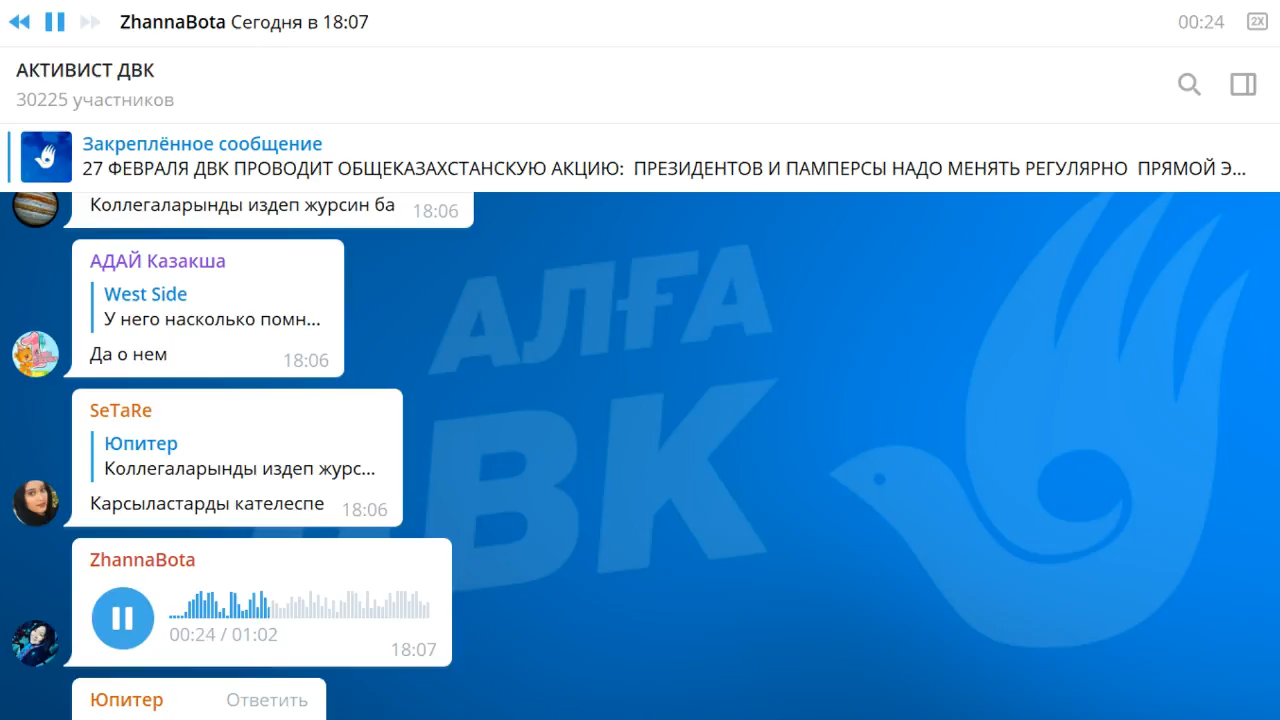 ZhannaBota Сегодня в 18:07
00:24
2X
АКТИВИСТ ДВК
30225 участников
Закреплённое сообщение
27 ФЕВРАЛЯ ДВК ПРОВОДИТ ОБЩЕКАЗАХСТАНСКУЮ АКЦИЮ: ПРЕЗИДЕНТОВ И ПАМПЕРСЫ НАДО МЕНЯТЬ РЕГУЛЯРНО ПРЯМОЙ Э...
Коллегаларынды издеп журсин ба 18:06
АДАЙ Казакша
West Side
У него насколько помн...
Да о нем 18:06
SeTaRe
Юпитер
Коллегаларынды издеп журс...
Карсыластарды кателеспе 18:06
ZhannaBota
00:24 / 01:02
18:07
Юпитер Ответить
АЛҒА
ДВК